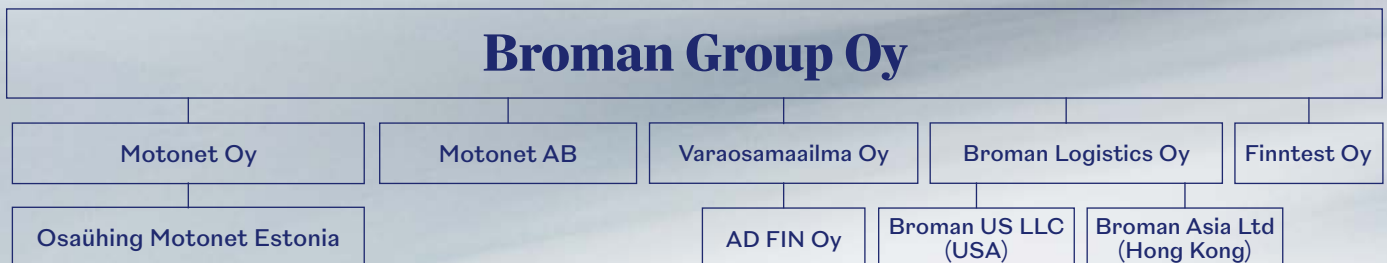 Broman Group Oy
Motonet Oy
Motonet AB
Varaosamaailma Oy
Broman Logistics Oy
Finntest Oy
Osaühing Motonet Estonia
AD FIN Oy
Broman US LLC
(USA)
Broman Asia Ltd
(Hong Kong)